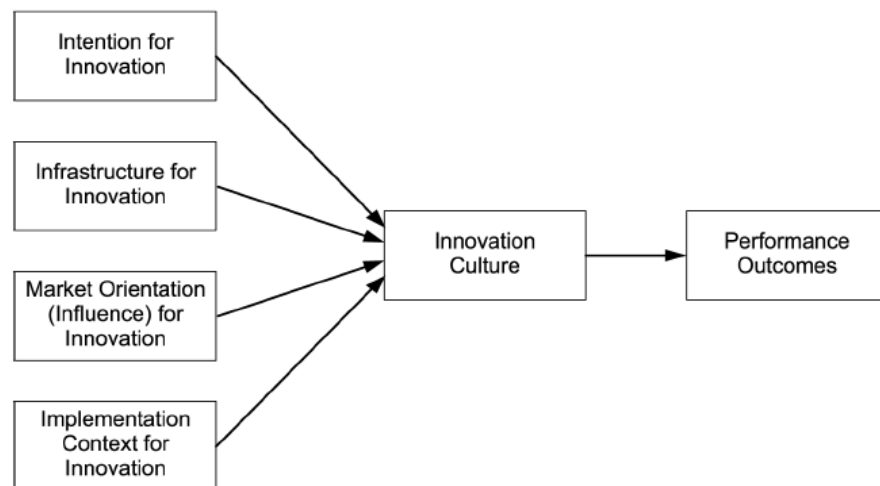 Intention for
Innovation
Infrastructure for
Innovation
Market Orientation
(Influence) for
Innovation
Implementation
Context for
Innovation
Innovation
Culture
Performance
Outcomes